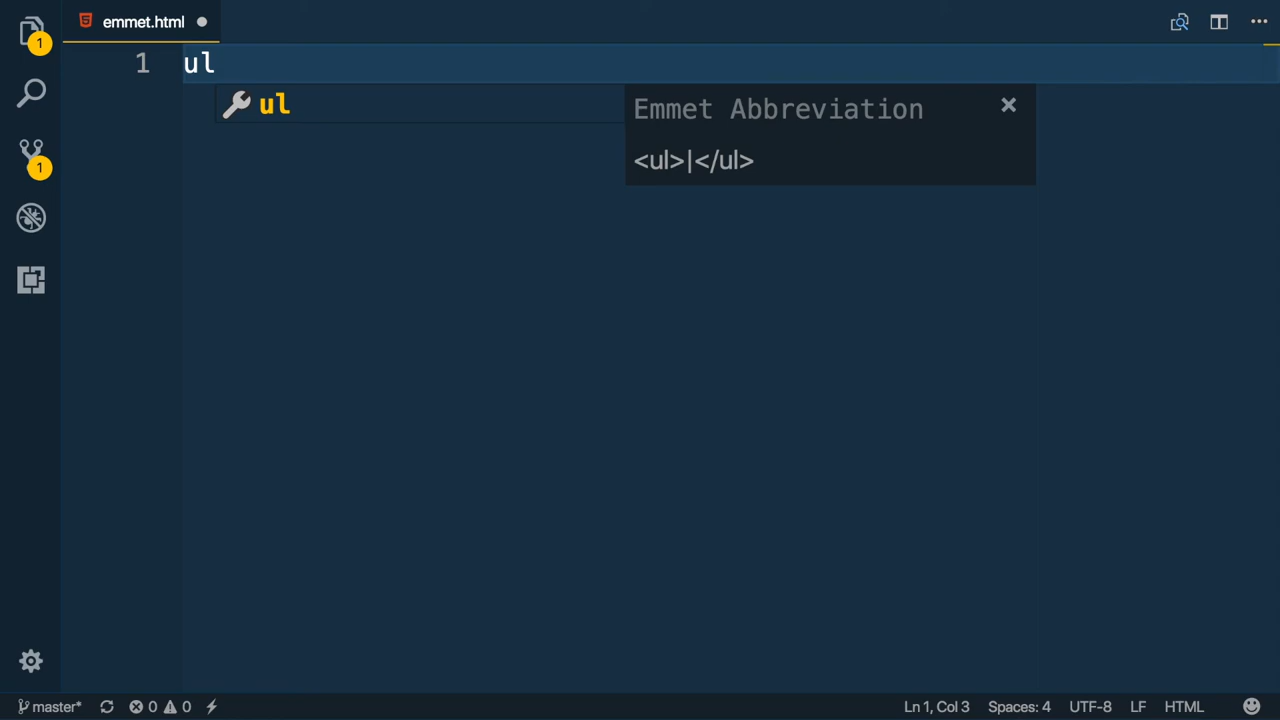 emmet.html
1
1 ul
ul
Emmet Abbreviation
<ul>|</ul>
1
master* 0 0 Ln 1, Col 3 Spaces: 4 UTF-8 LF HTML